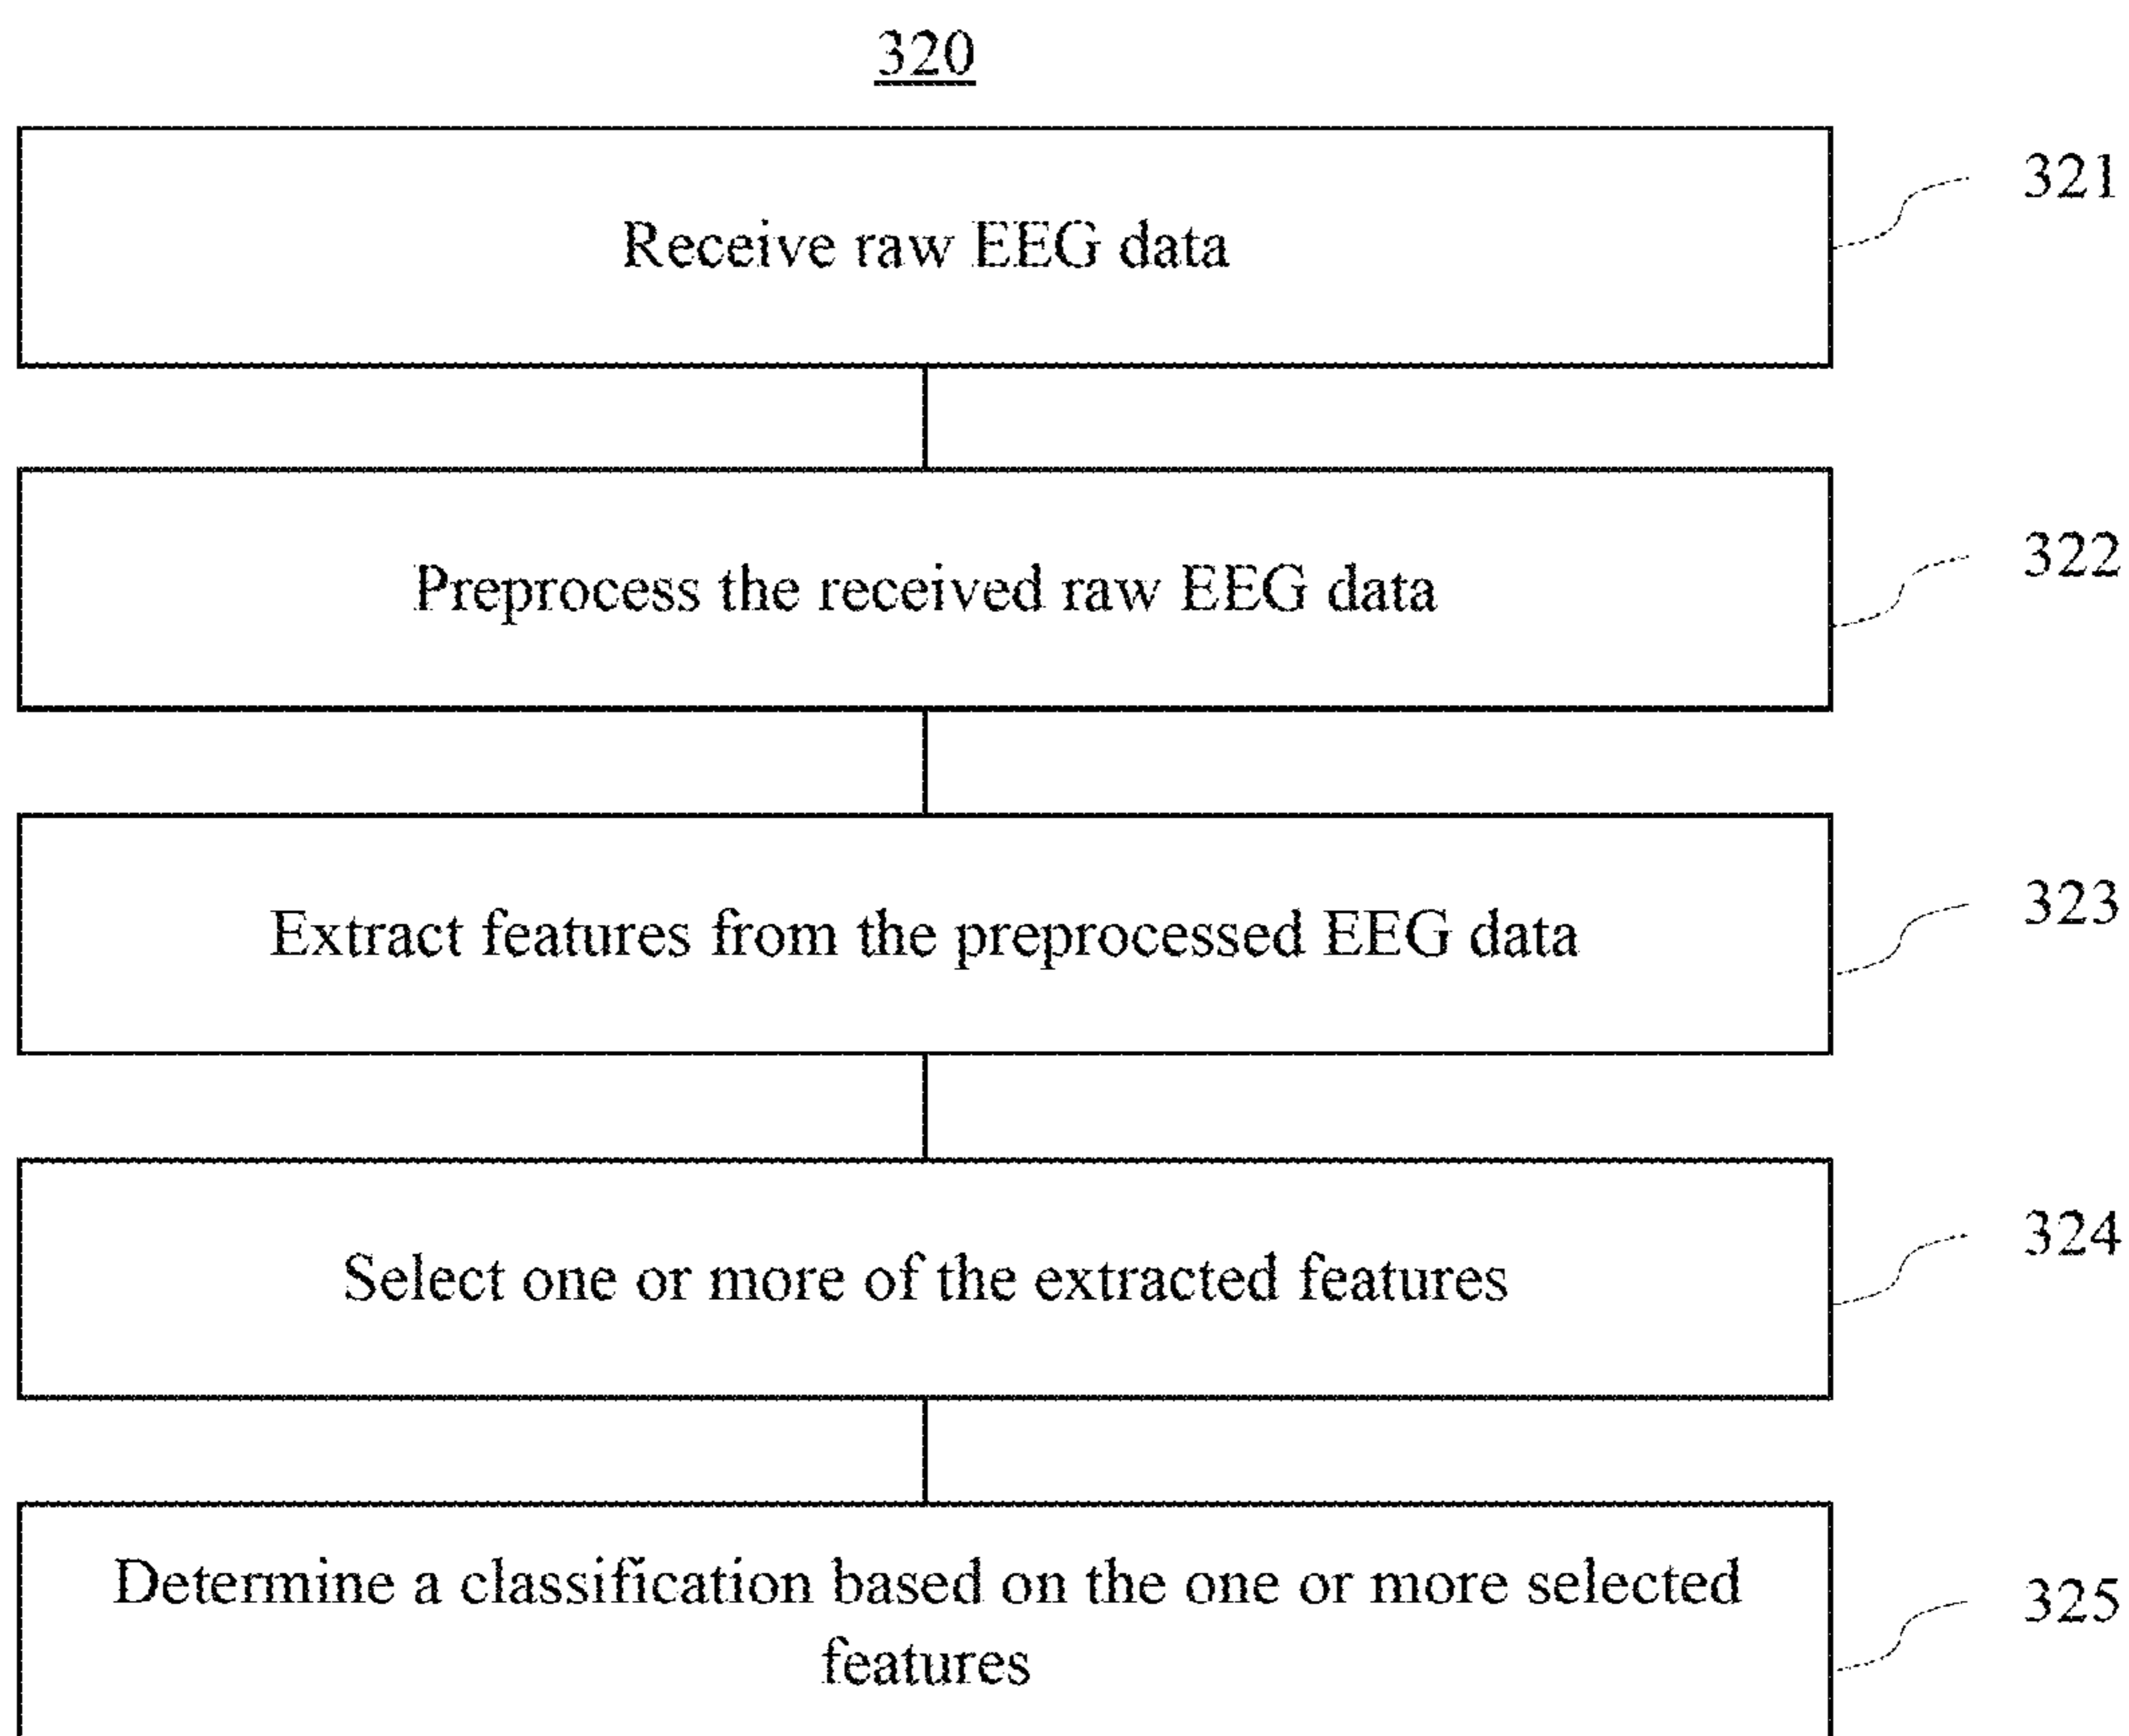 320
Receive raw EEG data
321
Preprocess the received raw EEG data
322
Extract features from the preprocessed EEG data
323
Select one or more of the extracted features
324
Determine a classification based on the one or more selected
features
325